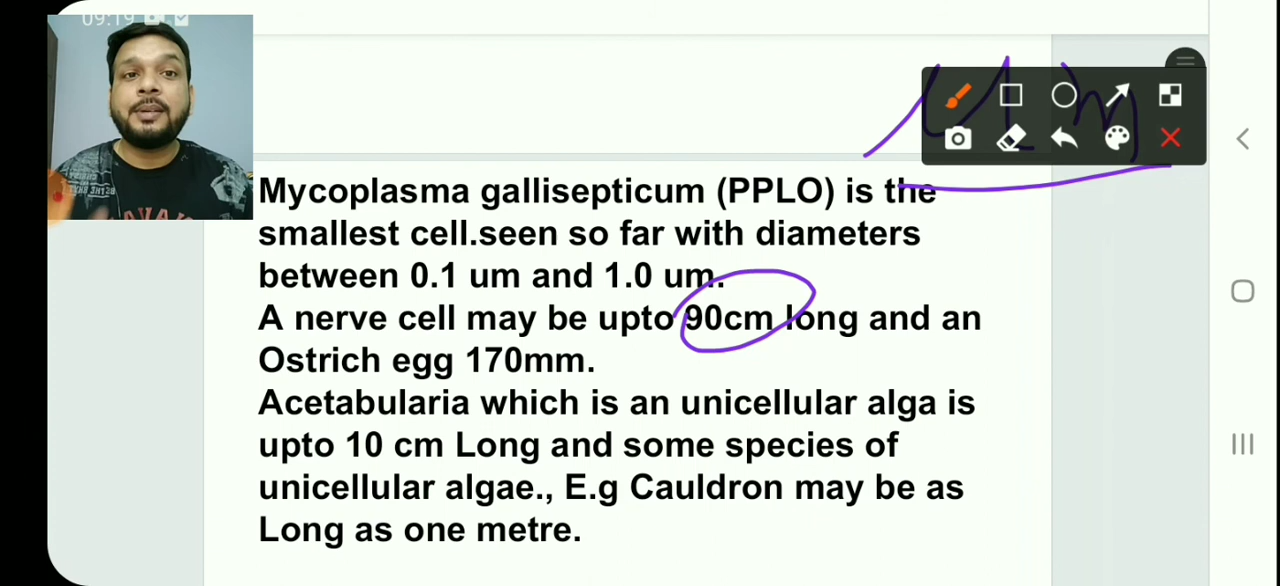 09:19
Mycoplasma gallisepticum (PPLO) is the
smallest cell.seen so far with diameters
between 0.1 um and 1.0 um.
A nerve cell may be upto 90cm long and an
Ostrich egg 170mm.
Acetabularia which is an unicellular alga is
upto 10 cm Long and some species of
unicellular algae., E.g Cauldron may be as
Long as one metre.